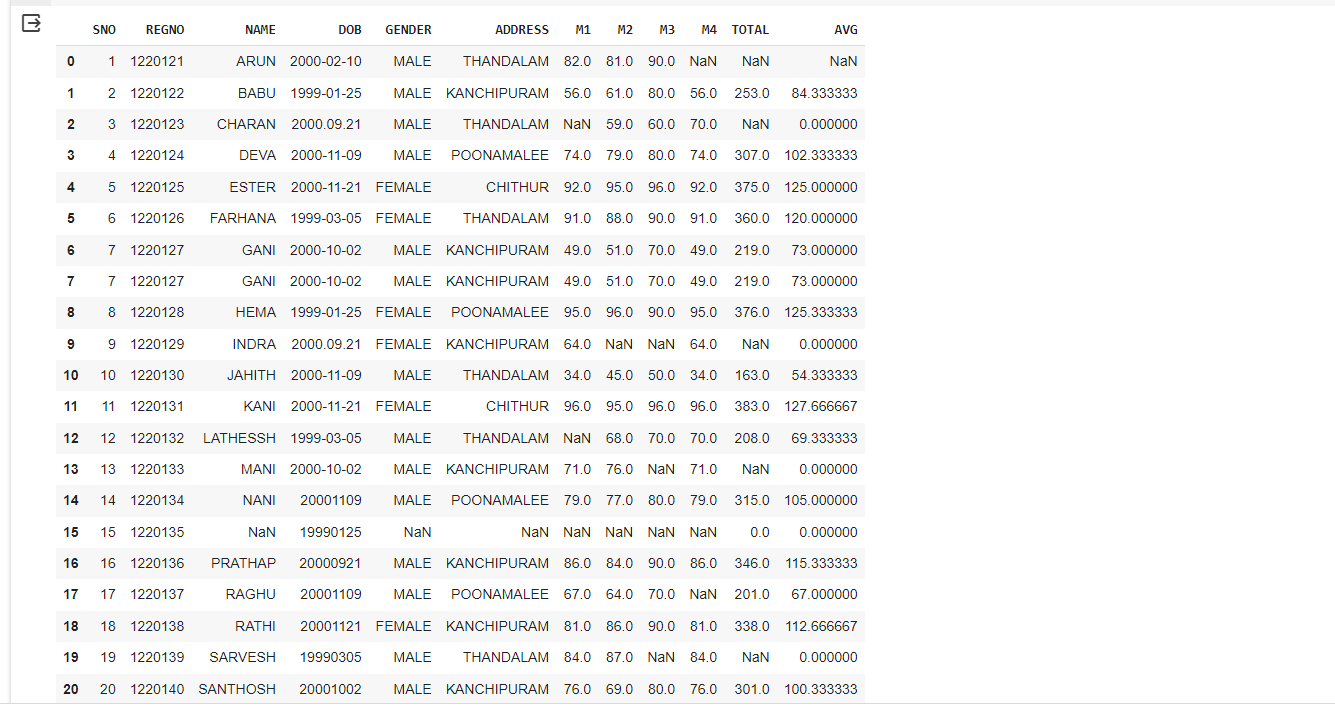 SNO REGNO NAME DOB GENDER ADDRESS M1 M2 M3 M4 TOTAL AVG
0 1 1220121 ARUN 2000-02-10 MALE THANDALAM 82.0 81.0 90.0 NaN NaN NaN
1 2 1220122 BABU 1999-01-25 MALE KANCHIPURAM 56.0 61.0 80.0 56.0 253.0 84.333333
2 3 1220123 CHARAN 2000.09.21 MALE THANDALAM NaN 59.0 60.0 70.0 NaN 0.000000
3 4 1220124 DEVA 2000-11-09 MALE POONAMALEE 74.0 79.0 80.0 74.0 307.0 102.333333
4 5 1220125 ESTER 2000-11-21 FEMALE CHITHUR 92.0 95.0 96.0 92.0 375.0 125.000000
5 6 1220126 FARHANA 1999-03-05 FEMALE THANDALAM 91.0 88.0 90.0 91.0 360.0 120.000000
6 7 1220127 GANI 2000-10-02 MALE KANCHIPURAM 49.0 51.0 70.0 49.0 219.0 73.000000
7 7 1220127 GANI 2000-10-02 MALE KANCHIPURAM 49.0 51.0 70.0 49.0 219.0 73.000000
8 8 1220128 HEMA 1999-01-25 FEMALE POONAMALEE 95.0 96.0 90.0 95.0 376.0 125.333333
9 9 1220129 INDRA 2000.09.21 FEMALE KANCHIPURAM 64.0 NaN NaN 64.0 NaN 0.000000
10 10 1220130 JAHITH 2000-11-09 MALE THANDALAM 34.0 45.0 50.0 34.0 163.0 54.333333
11 11 1220131 KANI 2000-11-21 FEMALE CHITHUR 96.0 95.0 96.0 96.0 383.0 127.666667
12 12 1220132 LATHESSH 1999-03-05 MALE THANDALAM NaN 68.0 70.0 70.0 208.0 69.333333
13 13 1220133 MANI 2000-10-02 MALE KANCHIPURAM 71.0 76.0 NaN 71.0 NaN 0.000000
14 14 1220134 NANI 20001109 MALE POONAMALEE 79.0 77.0 80.0 79.0 315.0 105.000000
15 15 1220135 NaN 19990125 NaN NaN NaN NaN NaN NaN 0.0 0.000000
16 16 1220136 PRATHAP 20000921 MALE KANCHIPURAM 86.0 84.0 90.0 86.0 346.0 115.333333
17 17 1220137 RAGHU 20001109 MALE POONAMALEE 67.0 64.0 70.0 NaN 201.0 67.000000
18 18 1220138 RATHI 20001121 FEMALE KANCHIPURAM 81.0 86.0 90.0 81.0 338.0 112.666667
19 19 1220139 SARVESH 19990305 MALE THANDALAM 84.0 87.0 NaN 84.0 NaN 0.000000
20 20 1220140 SANTHOSH 20001002 MALE KANCHIPURAM 76.0 69.0 80.0 76.0 301.0 100.333333